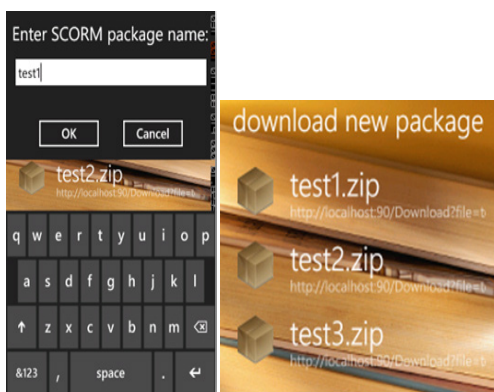 Enter SCORM package name:
test1
OK Cancel
test2.zip
http://localhost:90/Download?file=t
q w e r t y u i o p
a s d f g h j k l
z x c v b n m
&123 , space .
download new package
test1.zip
http://localhost:90/Download?file=t
test2.zip
http://localhost:90/Download?file=t
test3.zip
http://localhost:90/Download?file=t